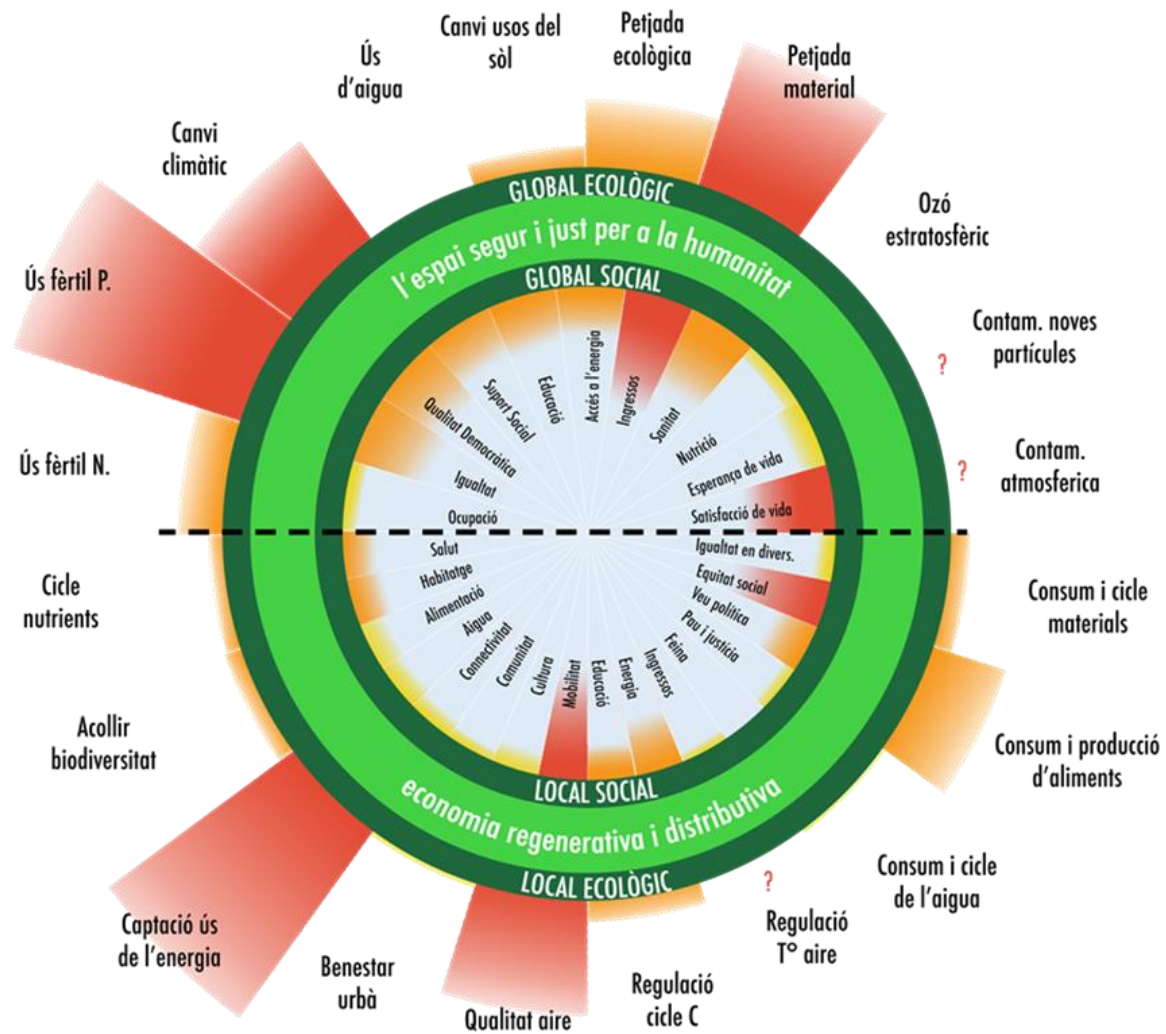 Canvi usos del
sòl
Petjada
ecològica
Petjada
material
Ús
d'aigua
Canvi
climàtic
Ozó
estratosfèric
Ús fèrtil P.
Contam. noves
partícules
?
Ús fèrtil N.
Contam.
atmosferica
?
GLOBAL ECOLÒGIC
l'espai segur i just per a la humanitat
GLOBAL SOCIAL
Ocupació
Igualtat
Qualitat Democràtica
Suport Social
Educació
Accés a l'energia
Ingressos
Sanitat
Nutrició
Esperança de vida
Satisfacció de vida
Salut
Habitatge
Alimentació
Aigua
Connectivitat
Comunitat
Cultura
Mobilitat
Educació
Energia
Ingressos
Feina
Pau i justícia
Veu política
Equitat social
Igualtat en divers.
LOCAL SOCIAL
economia regenerativa i distributiva
LOCAL ECOLÒGIC
Cicle
nutrients
Consum i cicle
materials
Acollir
biodiversitat
Consum i producció
d'aliments
Captació ús
de l'energia
Benestar
urbà
Qualitat aire
Regulació
cicle C
?
Regulació
Tº aire
Consum i cicle
de l'aigua